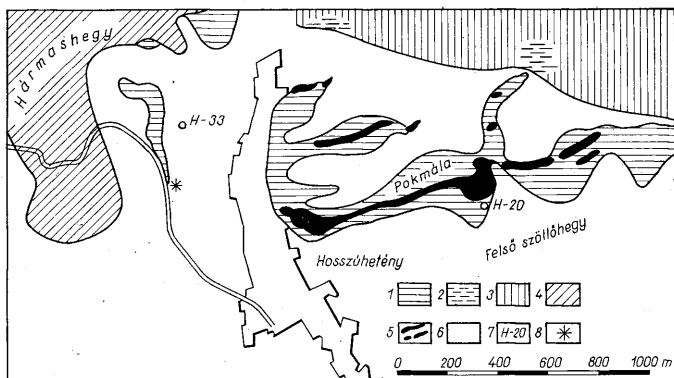 Hármashegy
H-33
Pokmála
H-20
Felső szőllőhegy
Hosszúhetény
1 2 3 4
5 6 7 H-20 8
0 200 400 600 800 1000 m